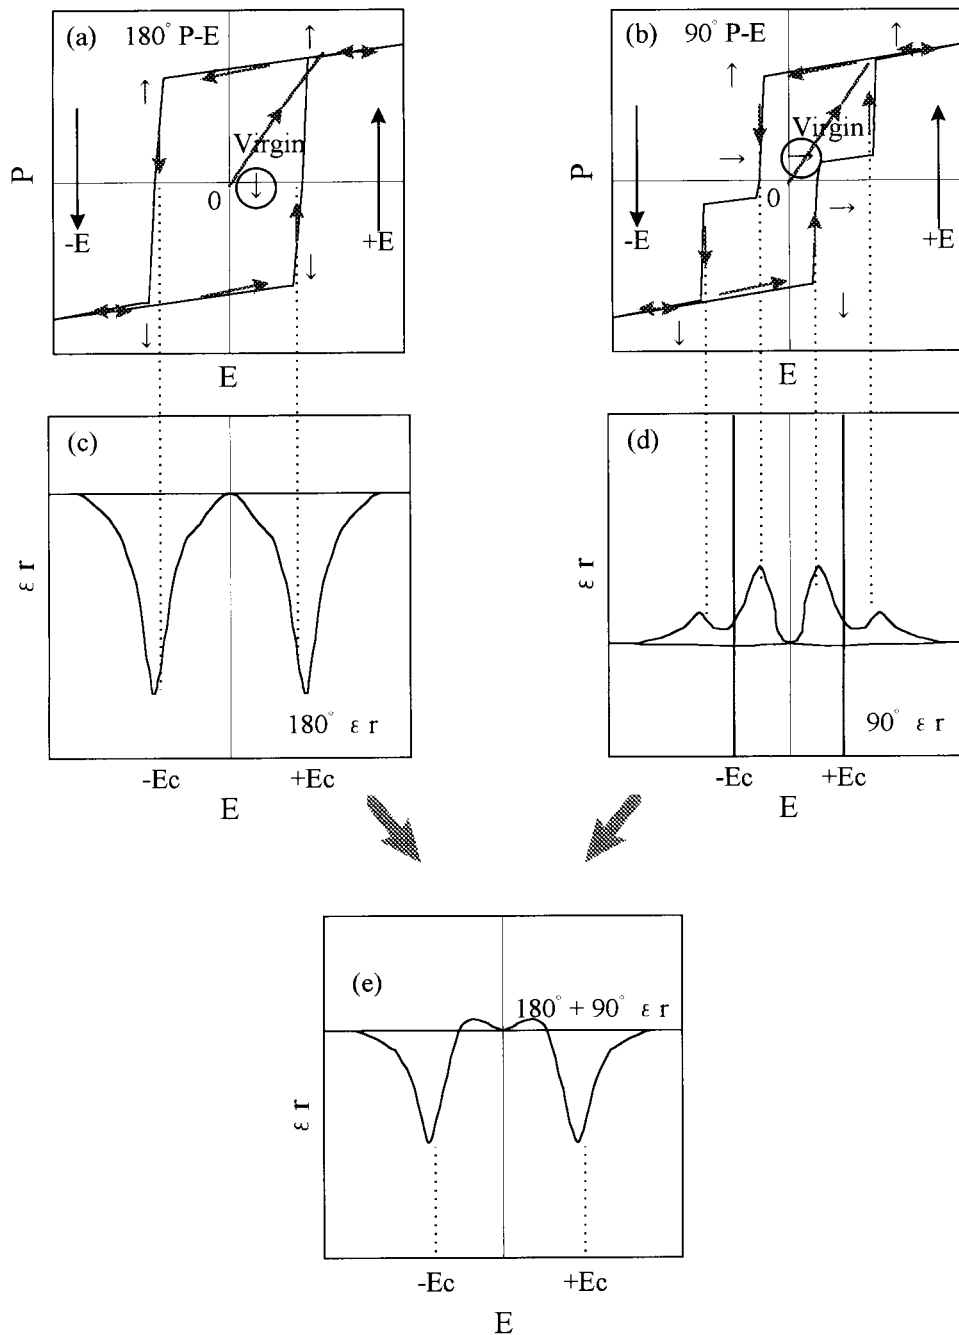 (a) 180° P-E
↑
↑
Virgin
P
0
↓
-E
+E
↓
↓
E
(b) 90° P-E
↑
↑
Virgin
→
→
0
→
-E
+E
↓
↓
E
(c)
ε r
180° ε r
-Ec
+Ec
E
(d)
ε r
90° ε r
-Ec
+Ec
E
(e)
180° + 90° ε r
ε r
-Ec
+Ec
E